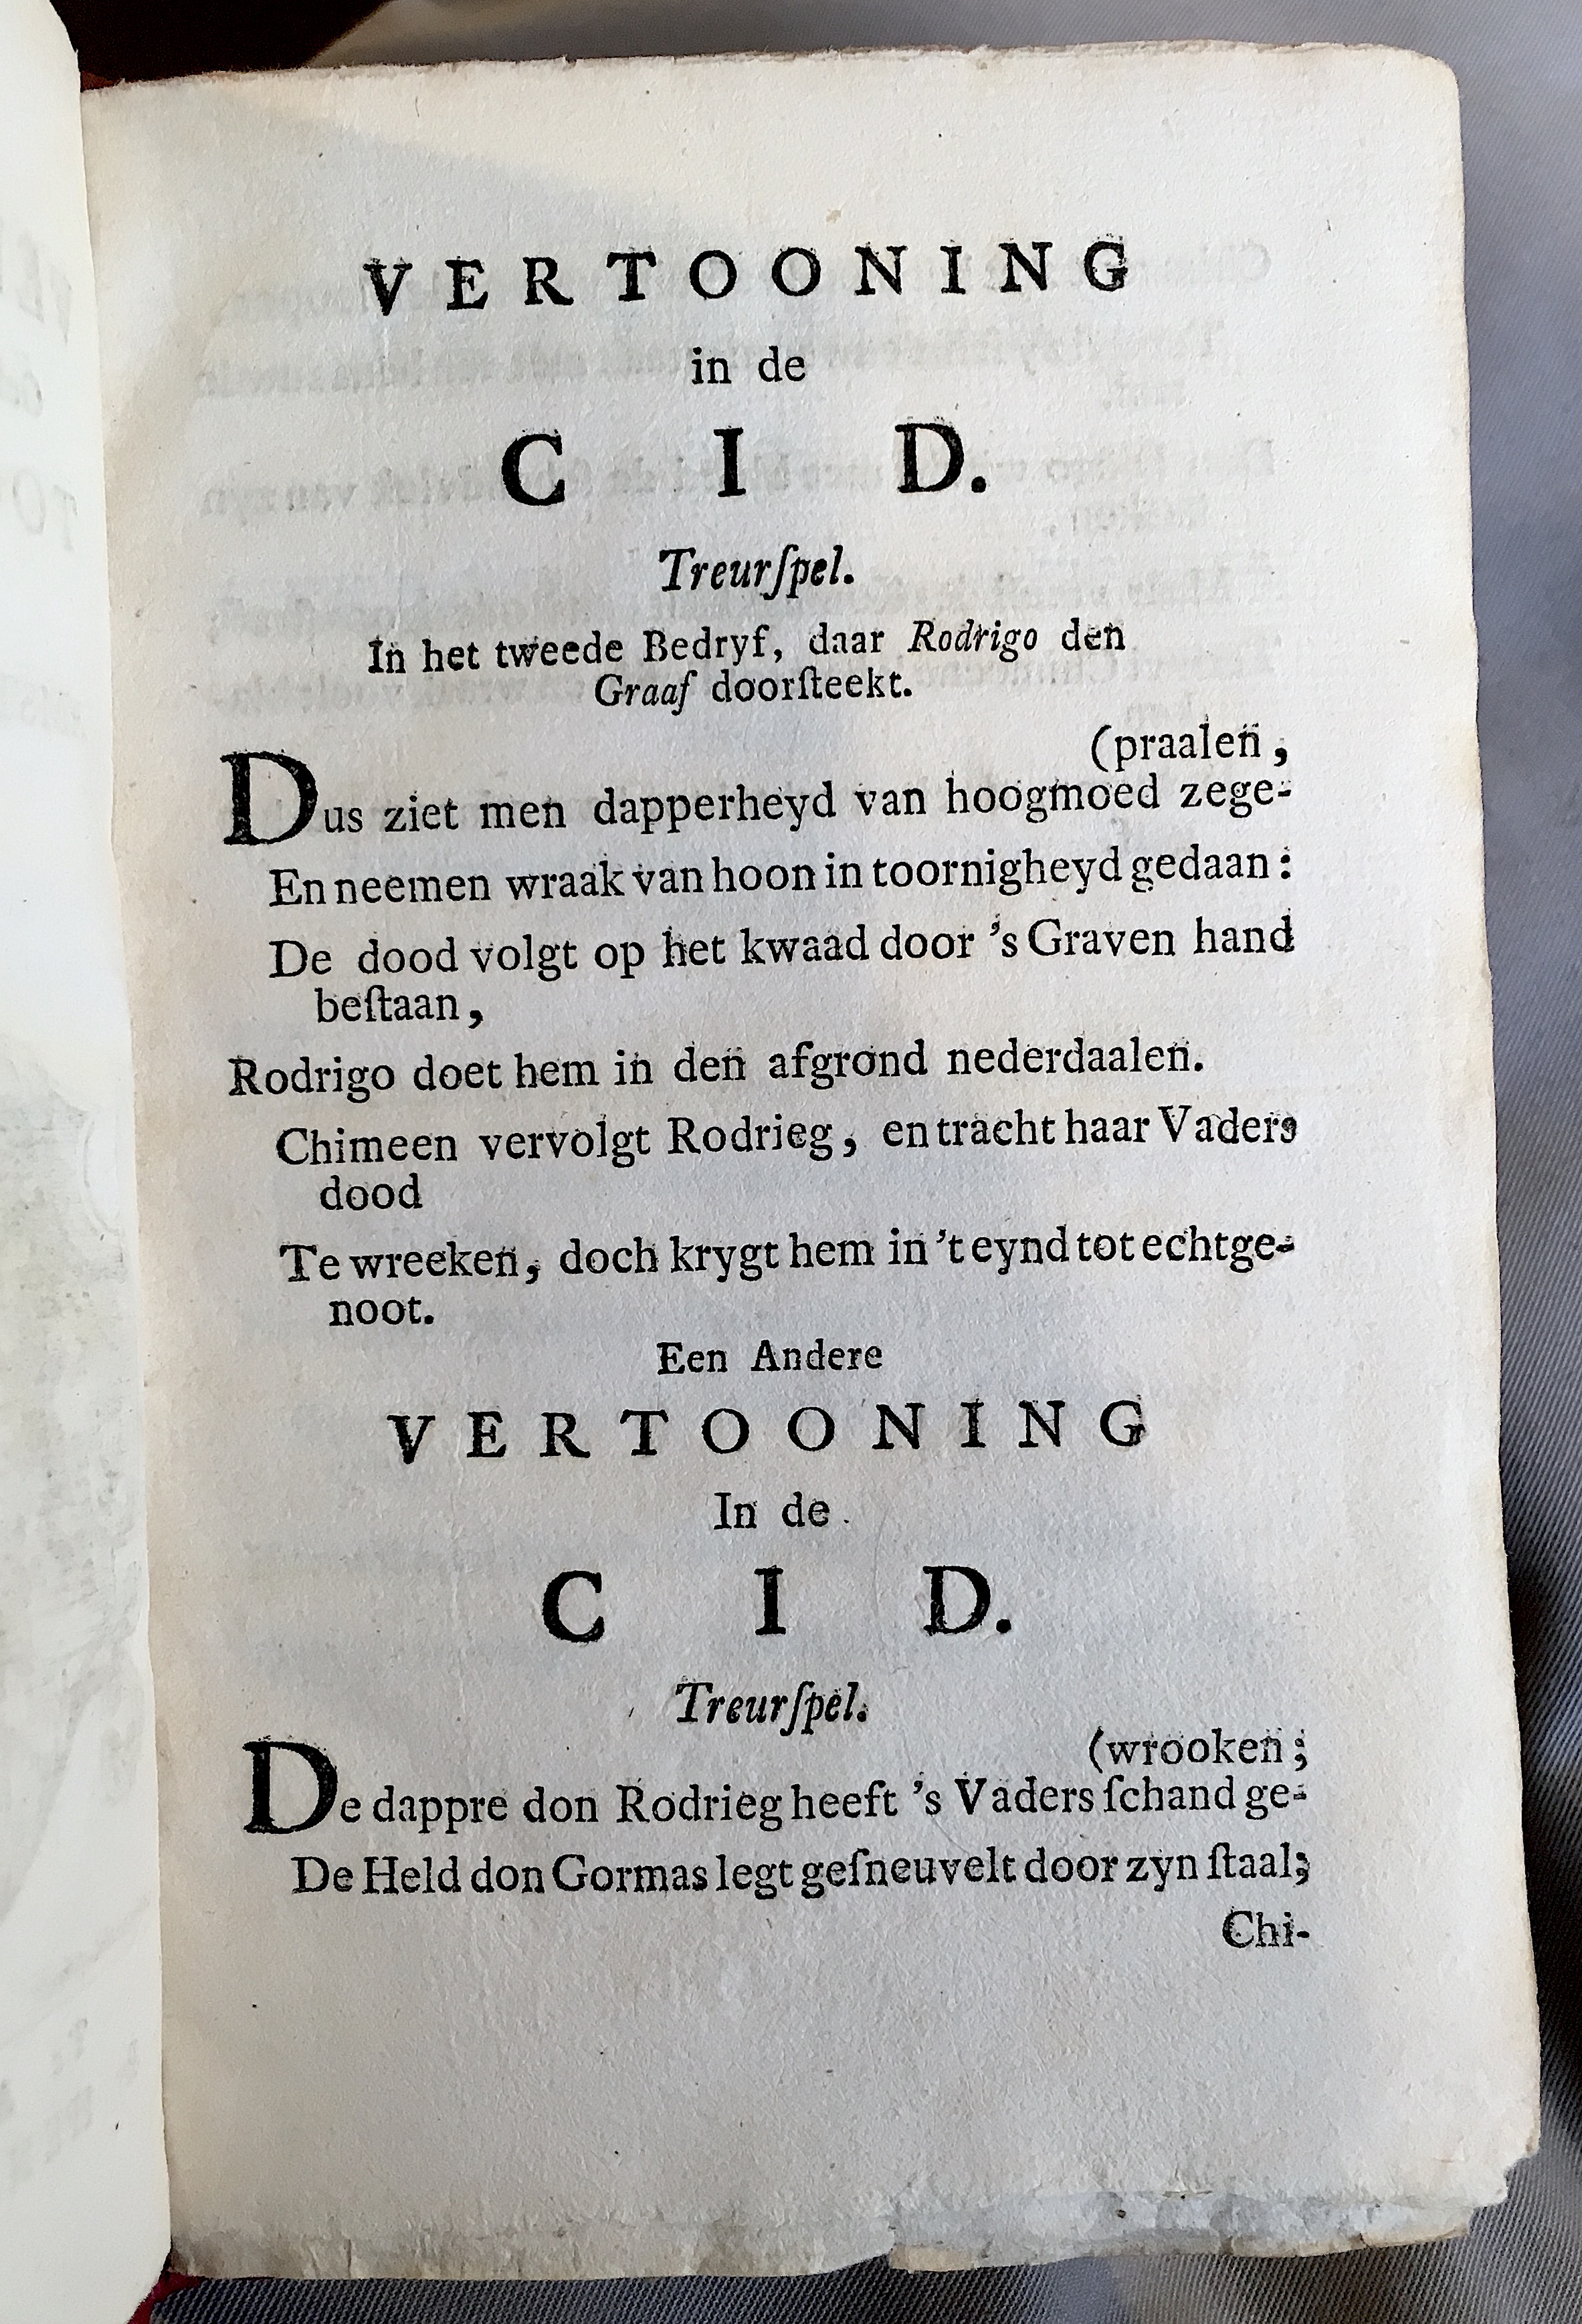 VERTOONING
in de
CID.
Treurſpel.
In het tweede Bedryf, daar Rodrigo den
Graaf doorſteekt.
(praalen,
Dus ziet men dapperheyd van hoogmoed zege-
En neemen wraak van hoon in toornigheyd gedaan:
De dood volgt op het kwaad door 's Graven hand
beſtaan,
Rodrigo doet hem in den afgrond nederdaalen.
Chimeen vervolgt Rodrieg, en tracht haar Vaders
dood
Te wreeken, doch krygt hem in 't eynd tot echtge-
noot.
Een Andere
VERTOONING
In de
CID.
Treurſpel.
(wrooken;
De dappre don Rodrieg heeft 's Vaders ſchand ge-
De Held don Gormas legt geſneuvelt door zyn ſtaal;
Chi-